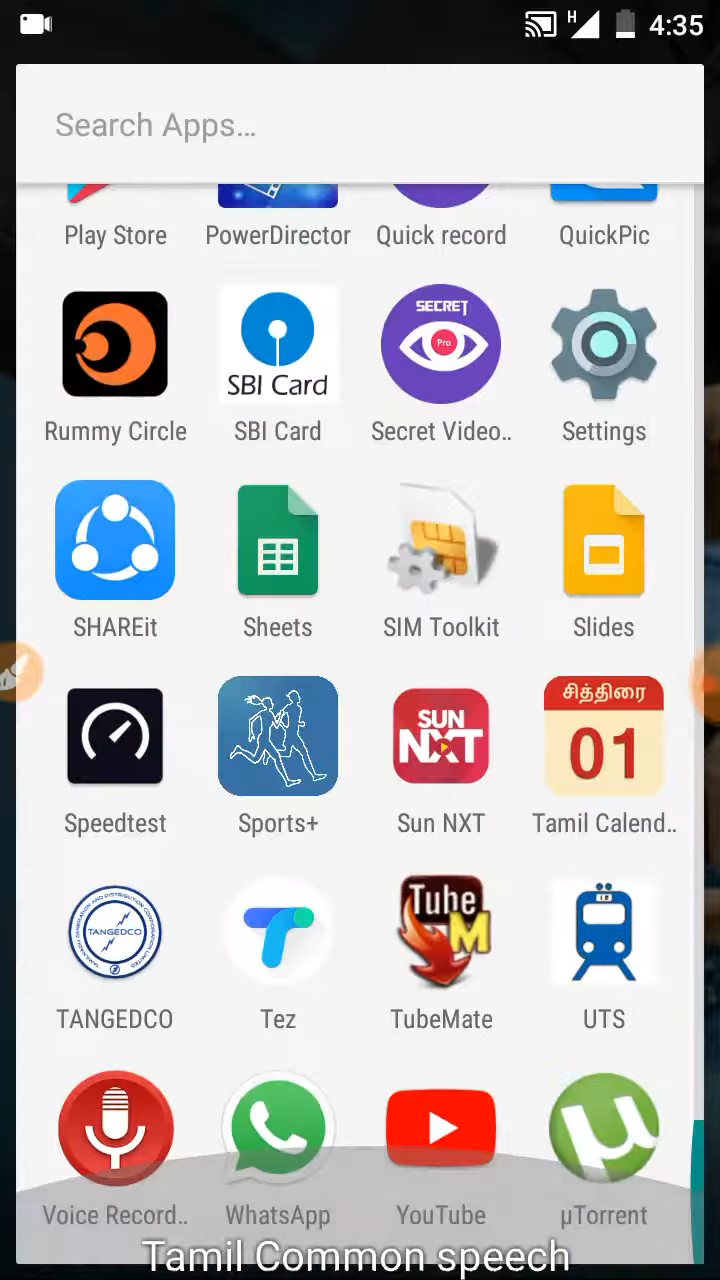 H 4:35
Search Apps…
Play Store PowerDirector Quick record QuickPic
SECRET
Pro
SBI Card
Rummy Circle SBI Card Secret Video.. Settings
SHAREit Sheets SIM Toolkit Slides
சித்திரை
SUN
NXT
01
Speedtest Sports+ Sun NXT Tamil Calend..
Tube
M
TANGEDCO
TANGEDCO Tez TubeMate UTS
µ
Voice Record.. WhatsApp YouTube µTorrent
Tamil Common speech